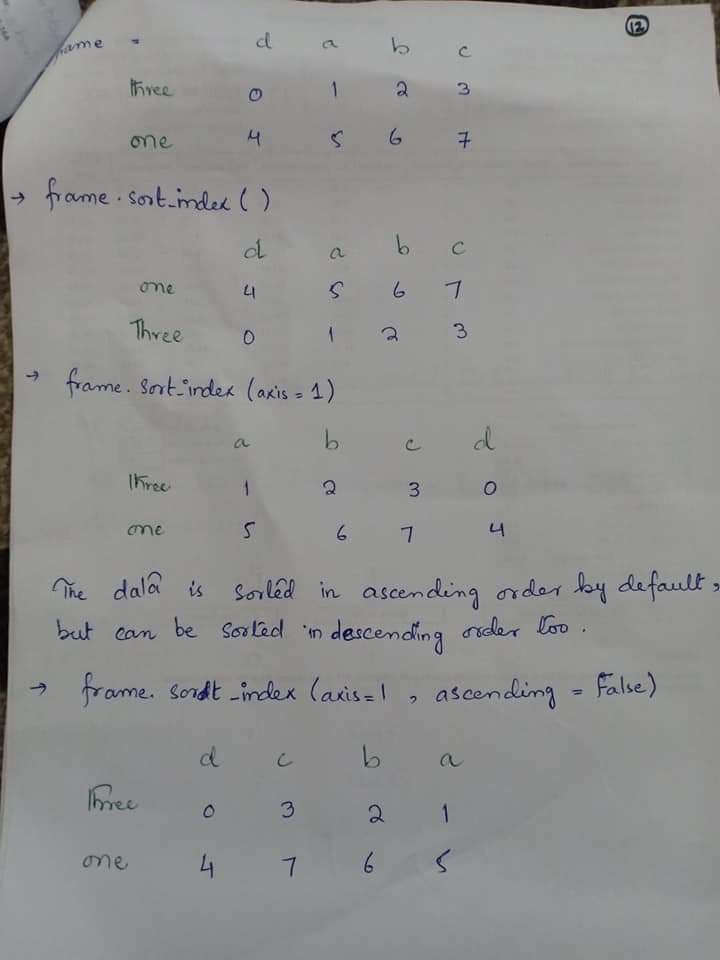 12
frame = d a b c
three 0 1 2 3
one 4 5 6 7
→ frame.sort_index()
d a b c
one 4 5 6 7
Three 0 1 2 3
→ frame.sort_index (axis = 1)
a b c d
three 1 2 3 0
one 5 6 7 4
The data is sorted in ascending order by default,
but can be sorted in descending order too.
→ frame.sort_index (axis=1, ascending = False)
d c b a
Three 0 3 2 1
one 4 7 6 5